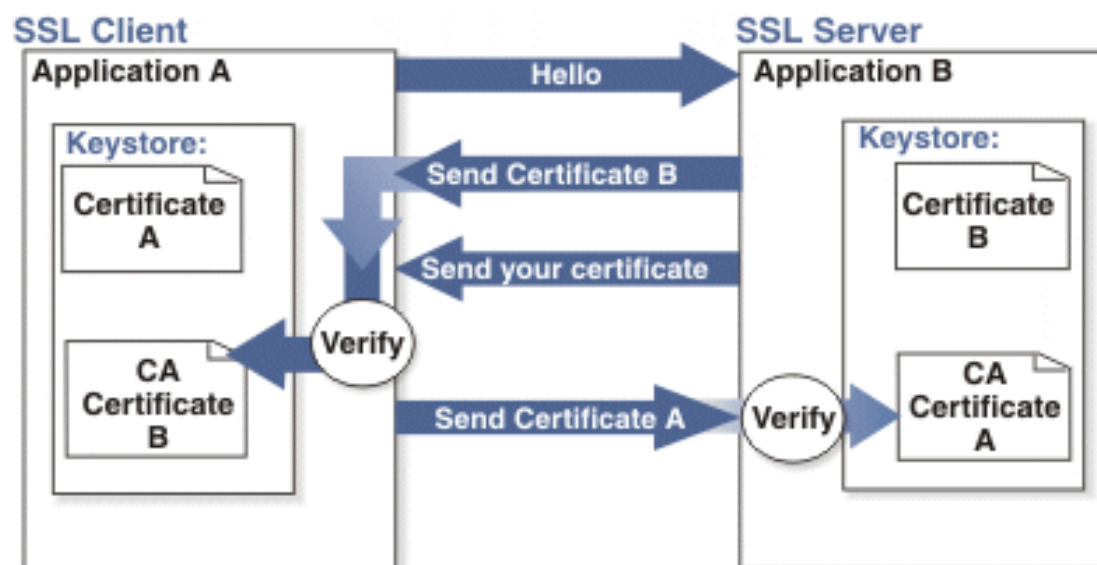 SSL Client
SSL Server
Application A
Hello
Application B
Keystore:
Keystore:
Certificate
A
Send Certificate B
Certificate
B
Send your certificate
Verify
CA
Certificate
B
Send Certificate A
Verify
CA
Certificate
A